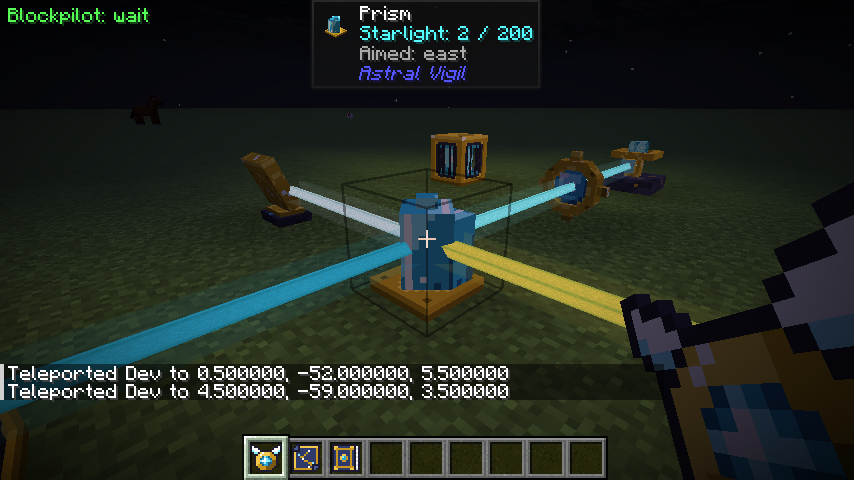 Blockpilot: wait
Prism
Starlight: 2 / 200
Aimed: east
Astral Vigil
Teleported Dev to 0.500000, -52.000000, 5.500000
Teleported Dev to 4.500000, -59.000000, 3.500000